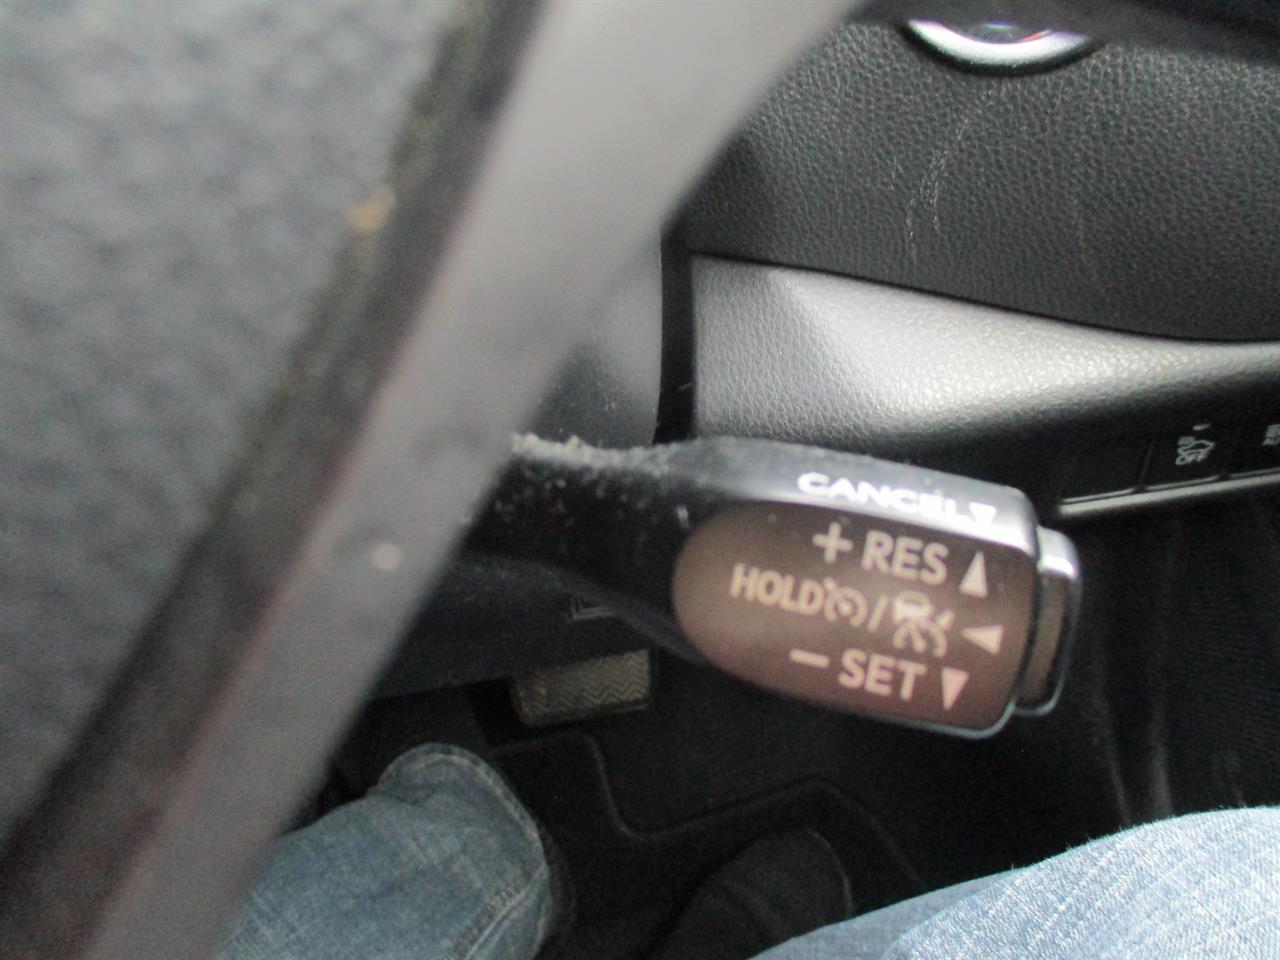 CANCEL▼
+ RES ▲
HOLD / ◀
− SET ▼